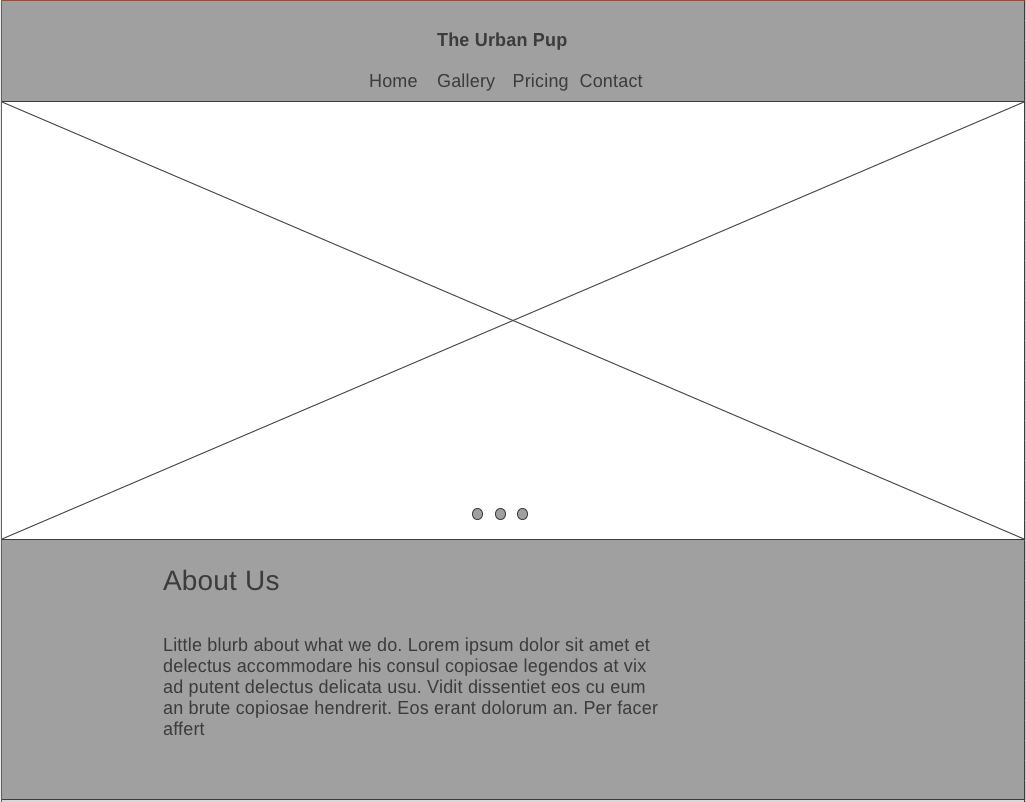 The Urban Pup
Home Gallery Pricing Contact
About Us
Little blurb about what we do. Lorem ipsum dolor sit amet et
delectus accommodare his consul copiosae legendos at vix
ad putent delectus delicata usu. Vidit dissentiet eos cu eum
an brute copiosae hendrerit. Eos erant dolorum an. Per facer
affert